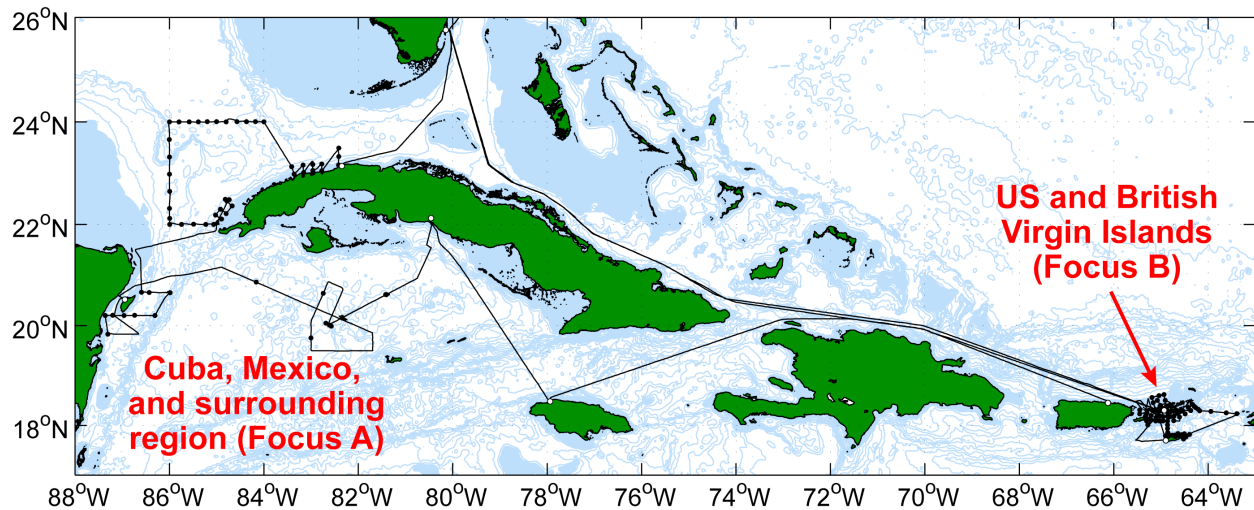 26°N
24°N
22°N
20°N
18°N
US and British
Virgin Islands
(Focus B)
Cuba, Mexico,
and surrounding
region (Focus A)
88°W 86°W 84°W 82°W 80°W 78°W 76°W 74°W 72°W 70°W 68°W 66°W 64°W